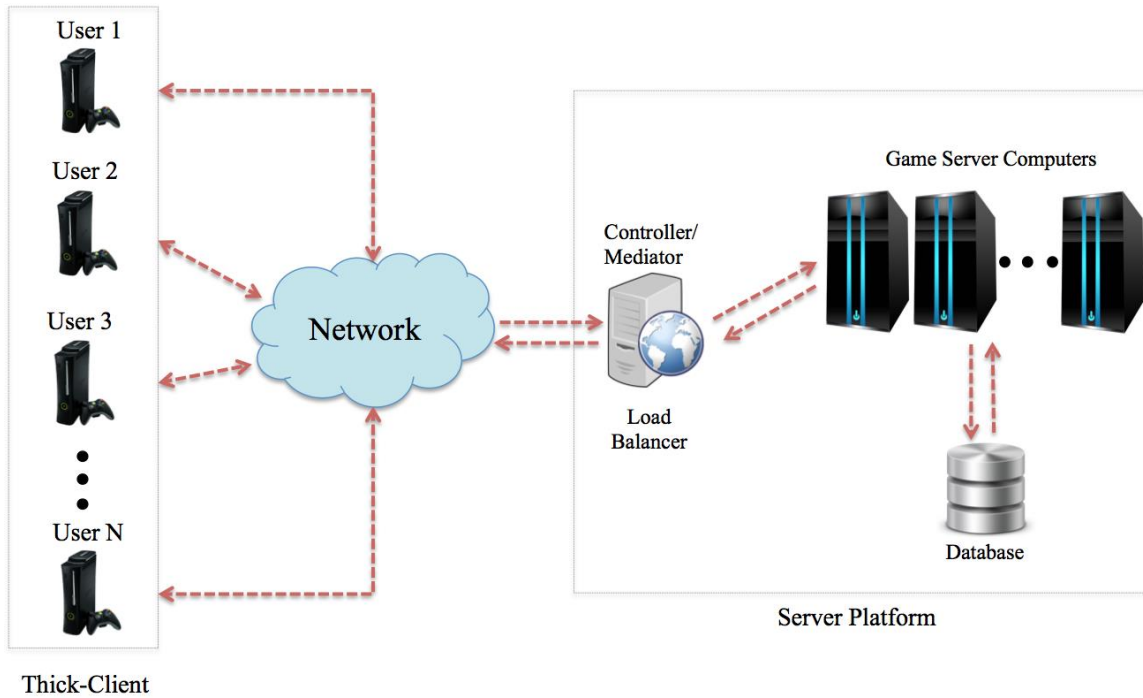 User 1
User 2
User 3
User N
Thick-Client
Network
Controller/
Mediator
Load
Balancer
Game Server Computers
Database
Server Platform